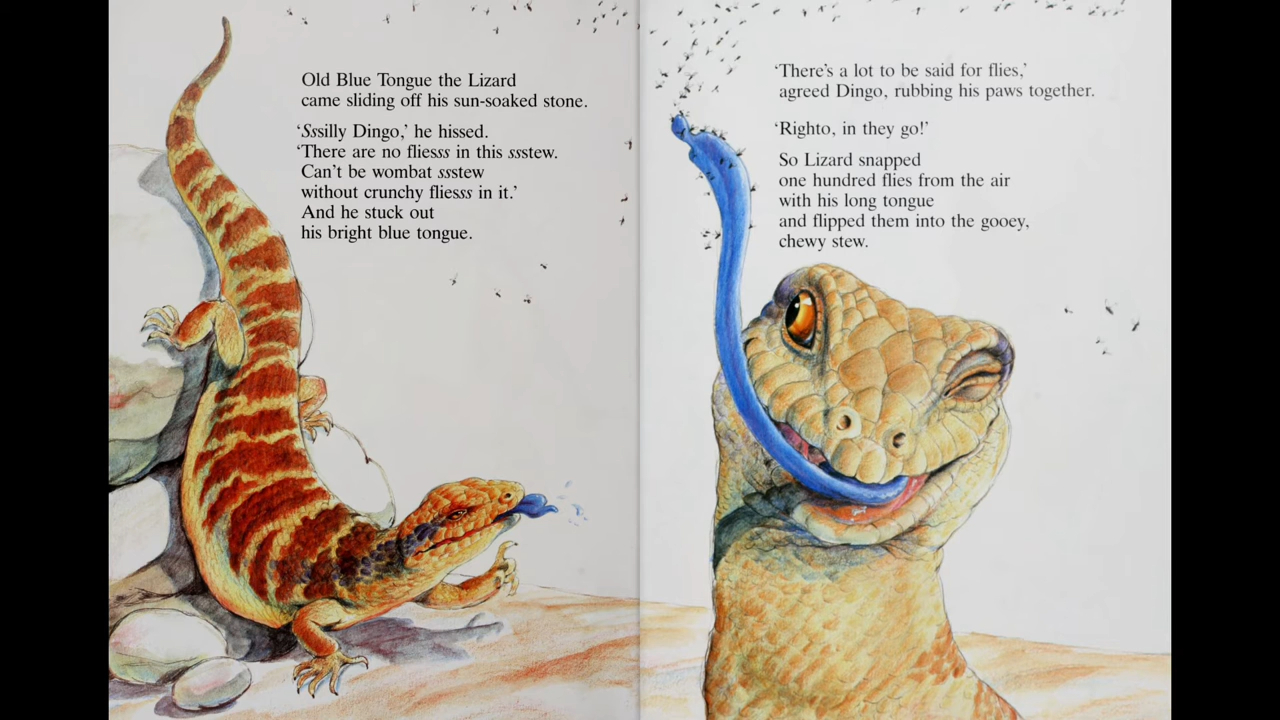 Old Blue Tongue the Lizard
came sliding off his sun-soaked stone.
‘Sssilly Dingo,’ he hissed.
‘There are no fliesss in this ssstew.
Can’t be wombat ssstew
without crunchy fliesss in it.’
And he stuck out
his bright blue tongue.
‘There’s a lot to be said for flies,’
agreed Dingo, rubbing his paws together.
‘Righto, in they go!’
So Lizard snapped
one hundred flies from the air
with his long tongue
and flipped them into the gooey,
chewy stew.